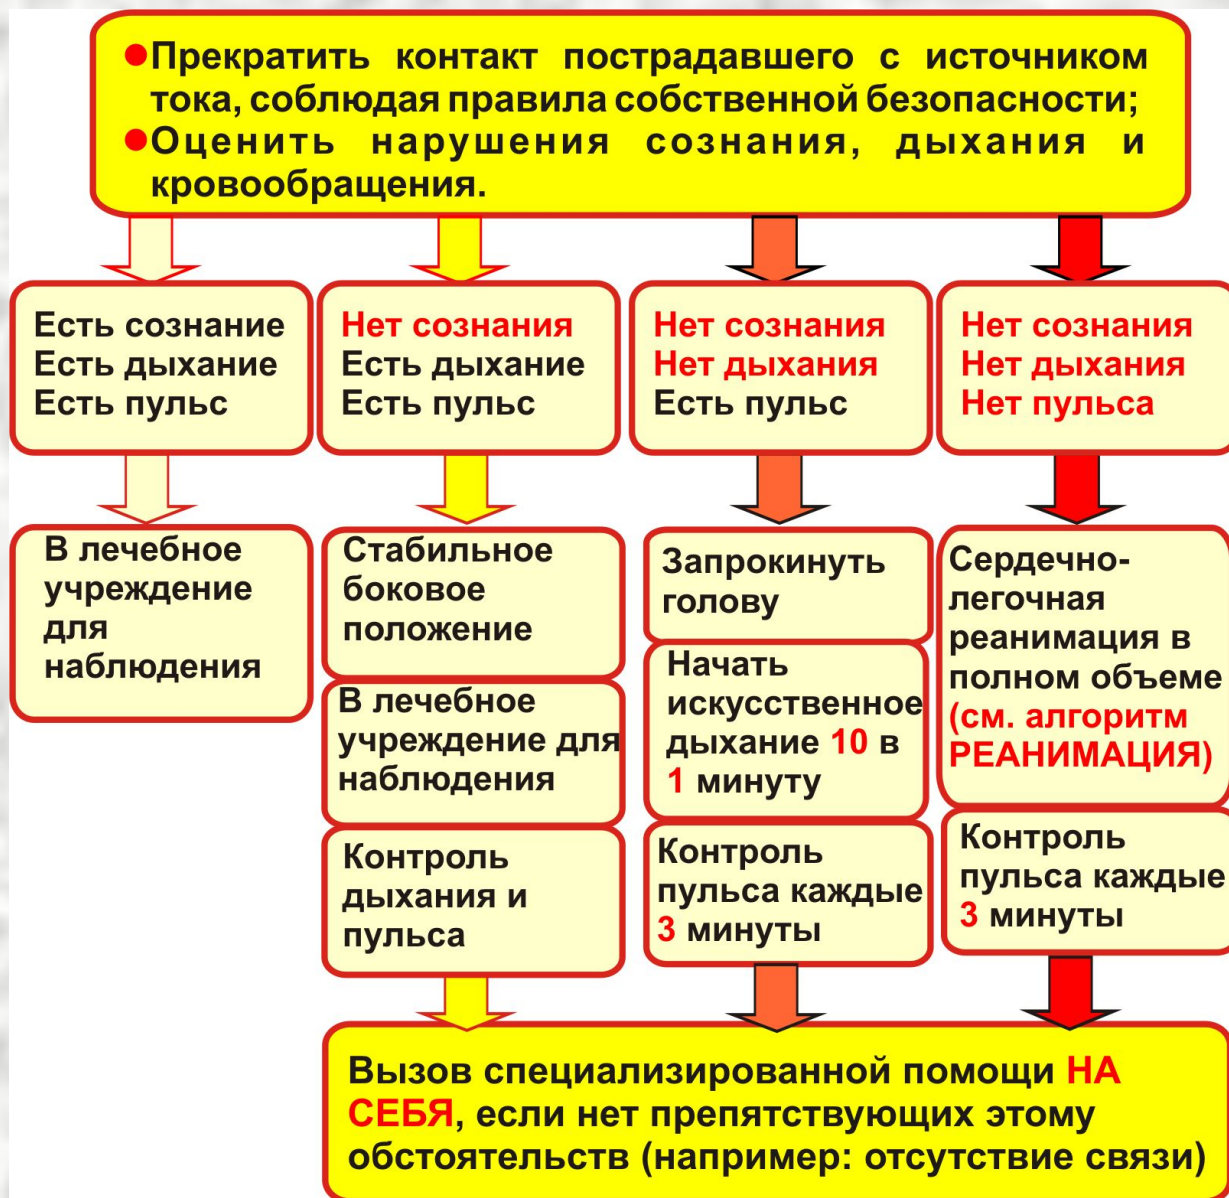 ●Прекратить контакт пострадавшего с источником
тока, соблюдая правила собственной безопасности;
●Оценить нарушения сознания, дыхания и
кровообращения.
Есть сознание
Есть дыхание
Есть пульс
Нет сознания
Есть дыхание
Есть пульс
Нет сознания
Нет дыхания
Есть пульс
Нет сознания
Нет дыхания
Нет пульса
В лечебное
учреждение
для
наблюдения
Стабильное
боковое
положение
В лечебное
учреждение для
наблюдения
Контроль
дыхания и
пульса
Запрокинуть
голову
Начать
искусственное
дыхание 10 в
1 минуту
Контроль
пульса каждые
3 минуты
Сердечно-
легочная
реанимация в
полном объеме
(см. алгоритм
РЕАНИМАЦИЯ)
Контроль
пульса каждые
3 минуты
Вызов специализированной помощи НА
СЕБЯ, если нет препятствующих этому
обстоятельств (например: отсутствие связи)